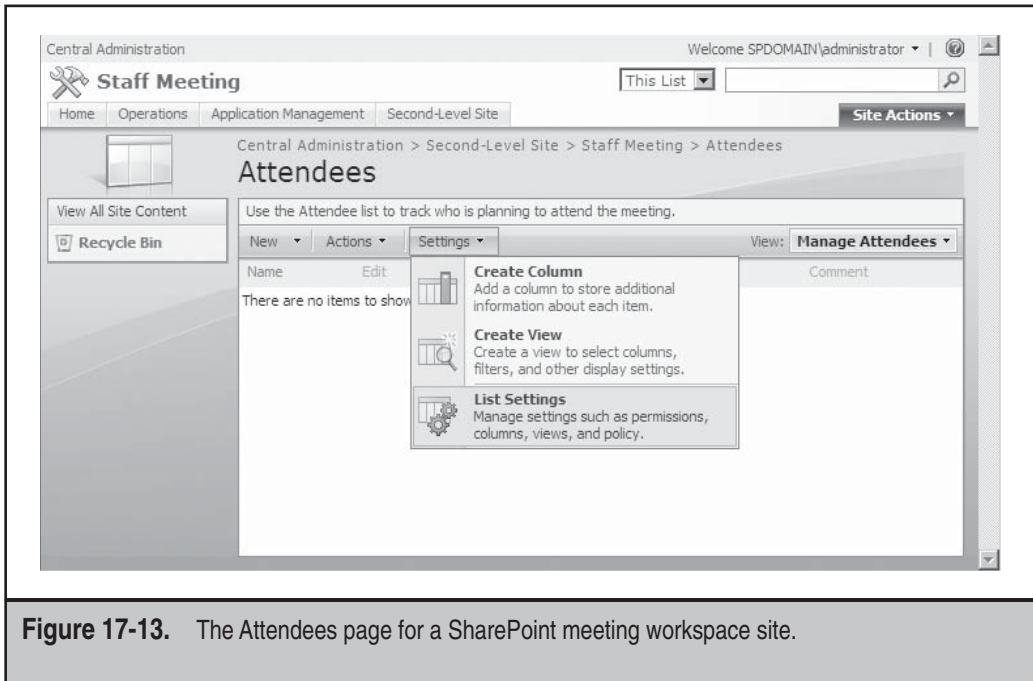 Central Administration
Welcome SPDOMAIN\administrator
Staff Meeting
This List
Home Operations Application Management Second-Level Site
Site Actions
Central Administration > Second-Level Site > Staff Meeting > Attendees
Attendees
View All Site Content
Recycle Bin
Use the Attendee list to track who is planning to attend the meeting.
New Actions Settings View: Manage Attendees
Name Edit Comment
There are no items to show
Create Column
Add a column to store additional
information about each item.
Create View
Create a view to select columns,
filters, and other display settings.
List Settings
Manage settings such as permissions,
columns, views, and policy.
Figure 17-13. The Attendees page for a SharePoint meeting workspace site.